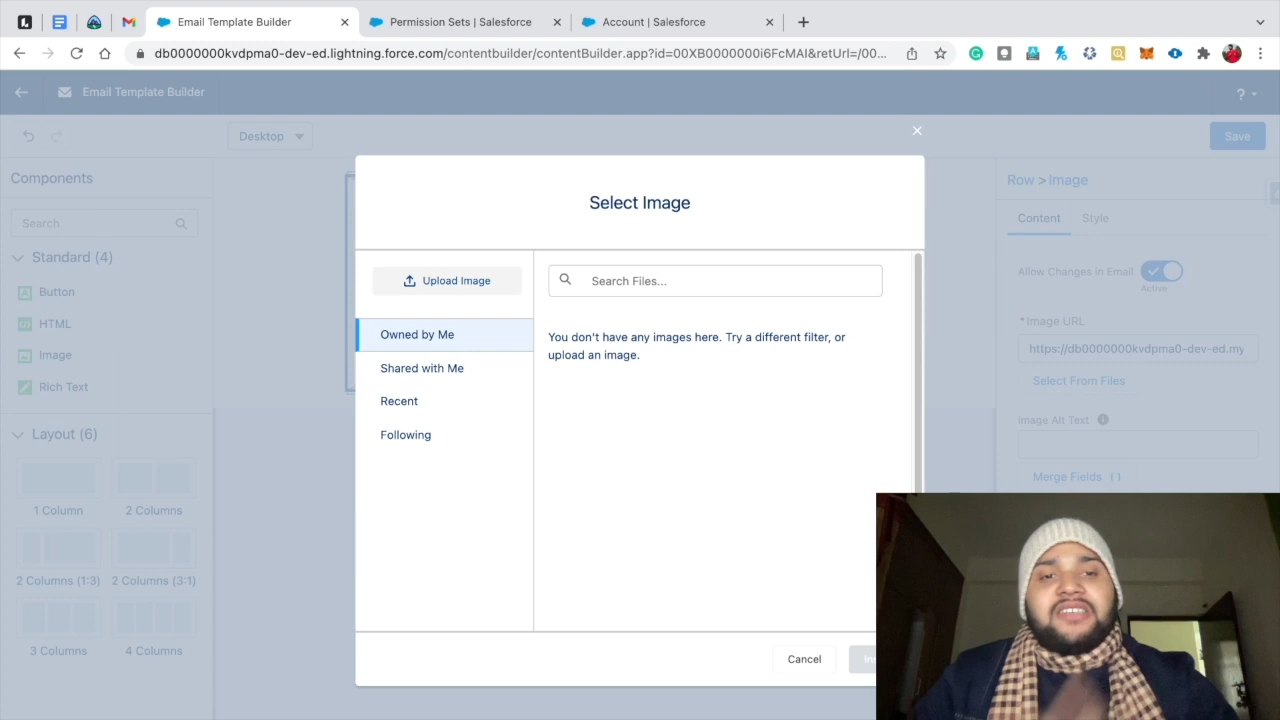 Email Template Builder
Permission Sets | Salesforce
Account | Salesforce
db0000000kvdpma0-dev-ed.lightning.force.com/contentbuilder/contentBuilder.app?id=00XB0000000i6FcMAI&retUrl=/00...
Email Template Builder
?
Desktop
Save
Components
Search
Standard (4)
Button
HTML
Image
Rich Text
Layout (6)
1 Column
2 Columns
2 Columns (1:3)
2 Columns (3:1)
3 Columns
4 Columns
Select Image
Upload Image
Search Files...
Owned by Me
Shared with Me
Recent
Following
You don't have any images here. Try a different filter, or
upload an image.
Cancel
Row > Image
Content
Style
Allow Changes in Email
Active
*Image URL
https://db0000000kvdpma0-dev-ed.my
Select From Files
Image Alt Text
Merge Fields { }